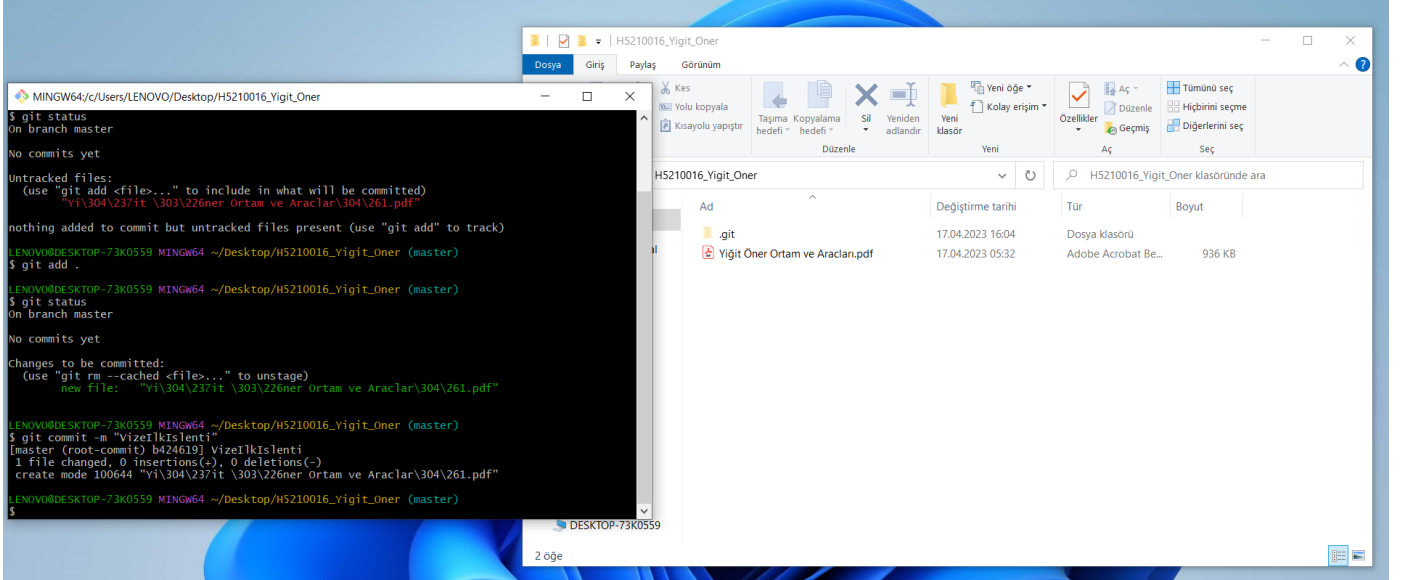 MINGW64:/c/Users/LENOVO/Desktop/H5210016_Yigit_Oner
$ git status
On branch master
No commits yet
Untracked files:
(use "git add <file>..." to include in what will be committed)
"Yi\304\237it \303\226ner Ortam ve Araclar\304\261.pdf"
nothing added to commit but untracked files present (use "git add" to track)
LENOVO@DESKTOP-73K0559 MINGW64 ~/Desktop/H5210016_Yigit_Oner (master)
$ git add .
LENOVO@DESKTOP-73K0559 MINGW64 ~/Desktop/H5210016_Yigit_Oner (master)
$ git status
On branch master
No commits yet
Changes to be committed:
(use "git rm --cached <file>..." to unstage)
new file:   "Yi\304\237it \303\226ner Ortam ve Araclar\304\261.pdf"
LENOVO@DESKTOP-73K0559 MINGW64 ~/Desktop/H5210016_Yigit_Oner (master)
$ git commit -m "VizeIlkIslenti"
[master (root-commit) b424619] VizeIlkIslenti
1 file changed, 0 insertions(+), 0 deletions(-)
create mode 100644 "Yi\304\237it \303\226ner Ortam ve Araclar\304\261.pdf"
LENOVO@DESKTOP-73K0559 MINGW64 ~/Desktop/H5210016_Yigit_Oner (master)
$
H5210016_Yigit_Oner
Dosya Giriş Paylaş Görünüm
Kes
Yolu kopyala
Kısayolu yapıştır
Taşıma hedefi
Kopyalama hedefi
Sil
Yeniden adlandır
Düzenle
Yeni klasör
Yeni öğe
Kolay erişim
Yeni
Özellikler
Aç
Düzenle
Geçmiş
Aç
Tümünü seç
Hiçbirini seçme
Diğerlerini seç
Seç
H5210016_Yigit_Oner
H5210016_Yigit_Oner klasöründe ara
Ad Değiştirme tarihi Tür Boyut
.git 17.04.2023 16:04 Dosya klasörü
Yiğit Öner Ortam ve Aracları.pdf 17.04.2023 05:32 Adobe Acrobat Be... 936 KB
DESKTOP-73K0559
2 öğe